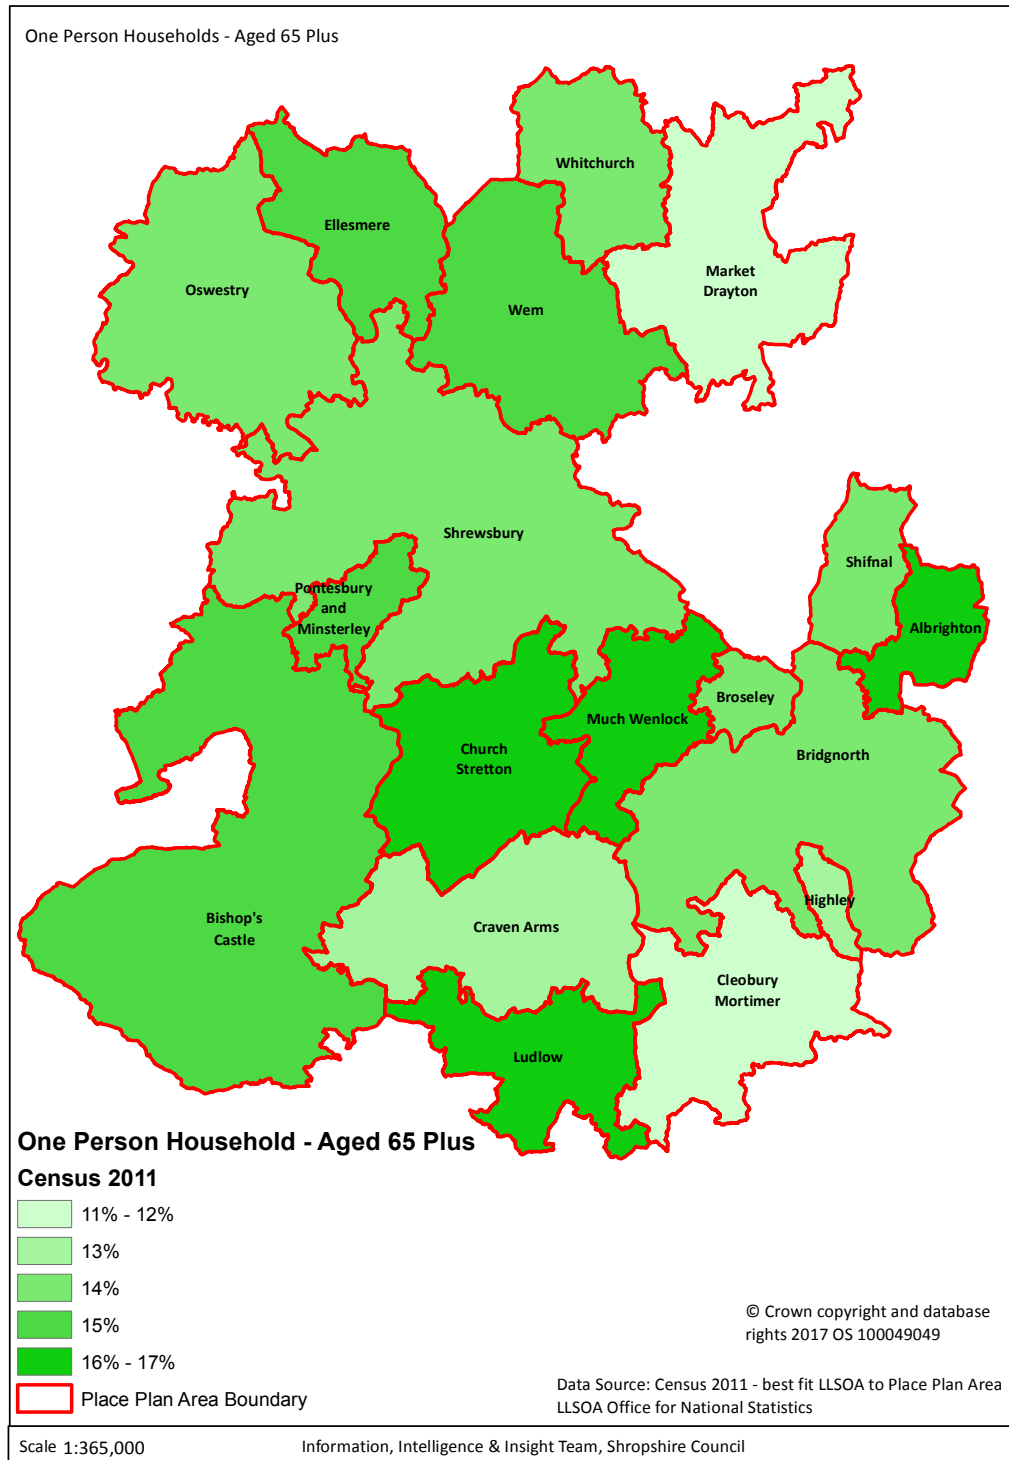 One Person Households - Aged 65 Plus
Whitchurch
Ellesmere
Market
Drayton
Oswestry
Wem
Shrewsbury
Shifnal
Pontesbury
and
Minsterley
Albrighton
Broseley
Much Wenlock
Church
Stretton
Bridgnorth
Highley
Bishop's
Castle
Craven Arms
Cleobury
Mortimer
Ludlow
One Person Household - Aged 65 Plus
Census 2011
11% - 12%
13%
14%
15%
16% - 17%
Place Plan Area Boundary
© Crown copyright and database
rights 2017 OS 100049049
Data Source: Census 2011 - best fit LLSOA to Place Plan Area
LLSOA Office for National Statistics
Scale 1:365,000
Information, Intelligence & Insight Team, Shropshire Council